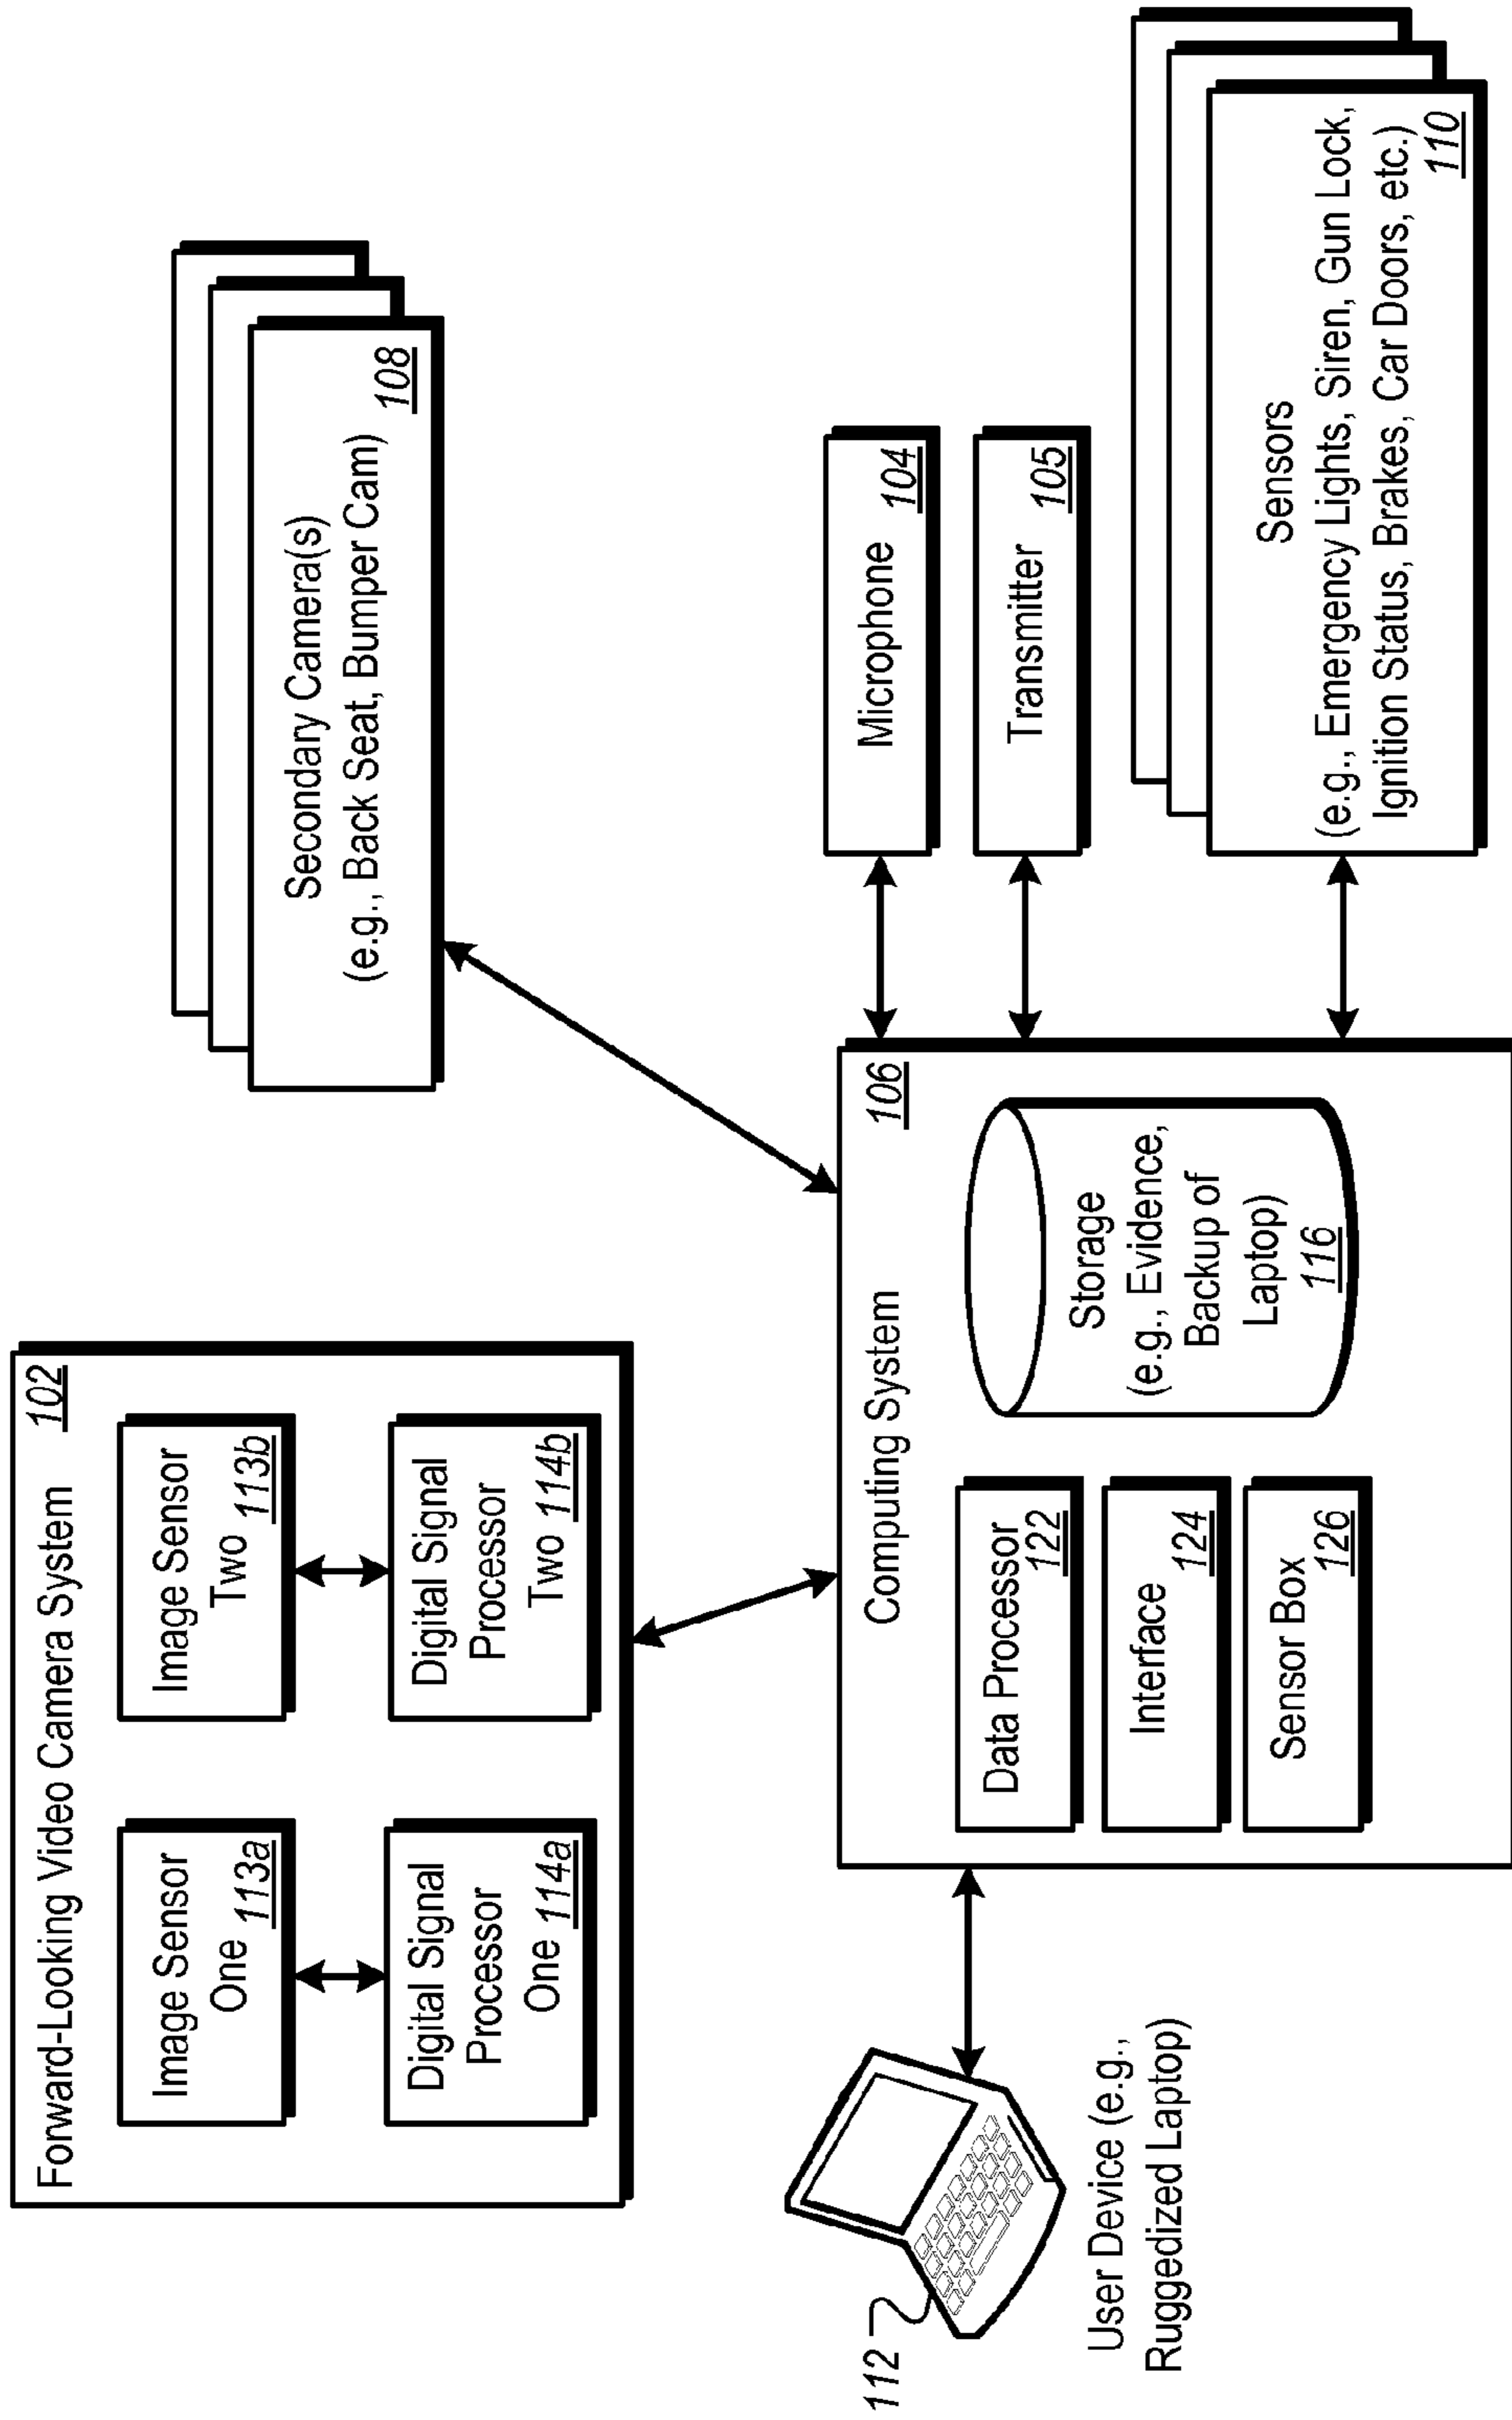 Forward-Looking Video Camera System
102
Image Sensor
One 113a
Image Sensor
Two 113b
Digital Signal
Processor
One 114a
Digital Signal
Processor
Two 114b
Secondary Camera(s)
(e.g., Back Seat, Bumper Cam)
108
112
User Device (e.g.,
Ruggedized Laptop)
Computing System
106
Data Processor
122
Interface
124
Sensor Box
126
Storage
(e.g., Evidence,
Backup of
Laptop)
116
Microphone
104
Transmitter
105
Sensors
(e.g., Emergency Lights, Siren, Gun Lock,
Ignition Status, Brakes, Car Doors, etc.)
110